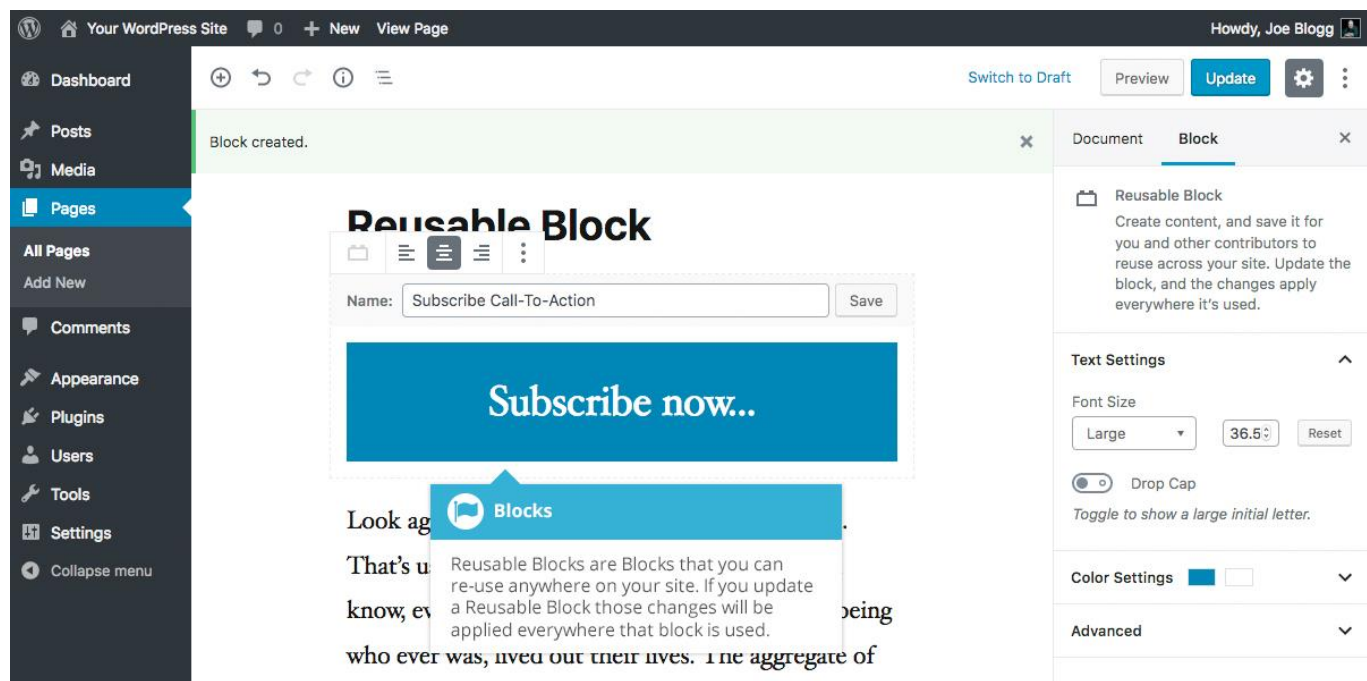 Your WordPress Site 0 New View Page Howdy, Joe Blogg
Dashboard
Posts
Media
Pages
All Pages
Add New
Comments
Appearance
Plugins
Users
Tools
Settings
Collapse menu
Switch to Draft Preview Update
Block created.
Reusable Block
Name: Subscribe Call-To-Action Save
Subscribe now...
Look ag
.
That’s u
know, ev
being
who ever was, lived out their lives. The aggregate of
Blocks
Reusable Blocks are Blocks that you can
re-use anywhere on your site. If you update
a Reusable Block those changes will be
applied everywhere that block is used.
Document Block
Reusable Block
Create content, and save it for
you and other contributors to
reuse across your site. Update the
block, and the changes apply
everywhere it's used.
Text Settings
Font Size
Large 36.5 Reset
Drop Cap
Toggle to show a large initial letter.
Color Settings
Advanced